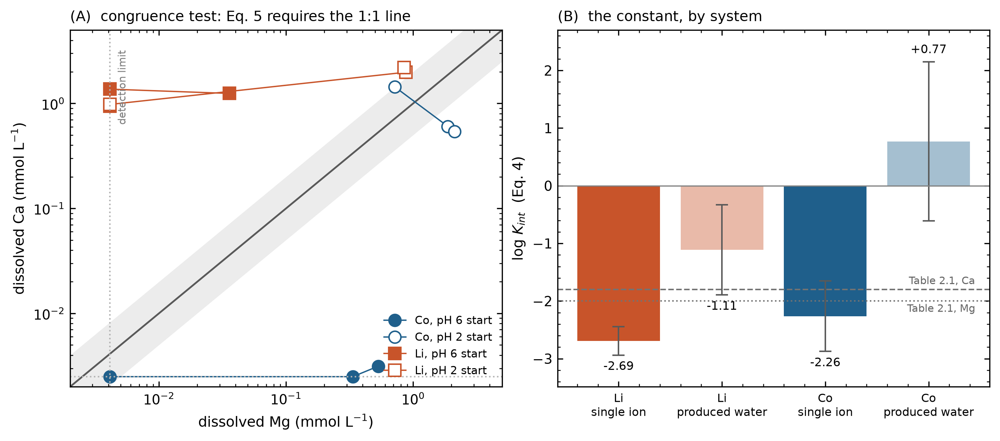 (A)  congruence test: Eq. 5 requires the 1:1 line
dissolved Ca (mmol L⁻¹)
10⁰
10⁻¹
10⁻²
detection limit
Co, pH 6 start
Co, pH 2 start
Li, pH 6 start
Li, pH 2 start
10⁻²
10⁻¹
10⁰
dissolved Mg (mmol L⁻¹)
(B)  the constant, by system
log K_int (Eq. 4)
2
1
0
−1
−2
−3
+0.77
-1.11
-2.69
-2.26
Table 2.1, Ca
Table 2.1, Mg
Li
single ion
Li
produced water
Co
single ion
Co
produced water